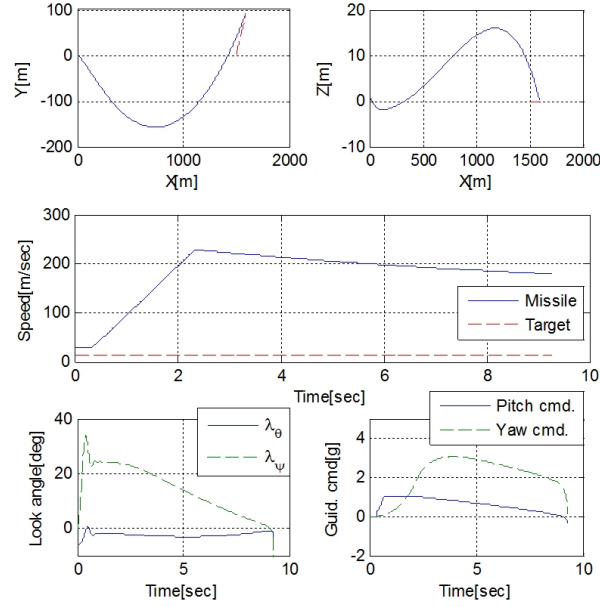 100
50
0
-50
-100
-200
Y[m]
0
1000
2000
X[m]
20
10
0
-10
Z[m]
0
500
1000
1500
2000
X[m]
300
200
100
0
Speed[m/sec]
Missile
Target
0
2
4
6
8
10
Time[sec]
40
20
0
Look angle[deg]
λθ
λψ
0
5
10
Time[sec]
4
2
0
-2
Guid. cmd[g]
Pitch cmd.
Yaw cmd.
0
5
10
Time[sec]